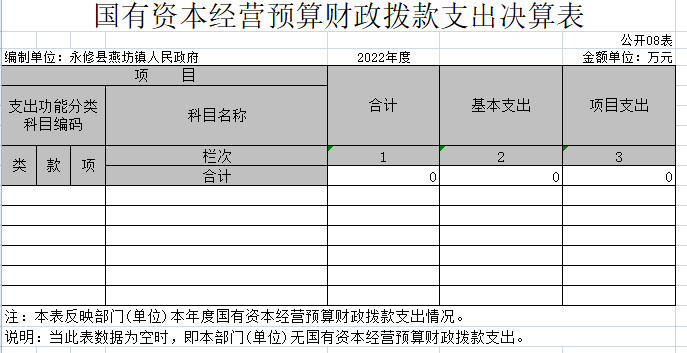 国有资本经营预算财政拨款支出决算表
公开08表
编制单位：永修县燕坊镇人民政府 2022年度 金额单位：万元
项 目 合计 基本支出 项目支出
支出功能分类科目编码 科目名称
类 款 项 栏次 1 2 3
合计 0 0 0
注：本表反映部门(单位)本年度国有资本经营预算财政拨款支出情况。
说明：当此表数据为空时，即本部门(单位)无国有资本经营预算财政拨款支出。